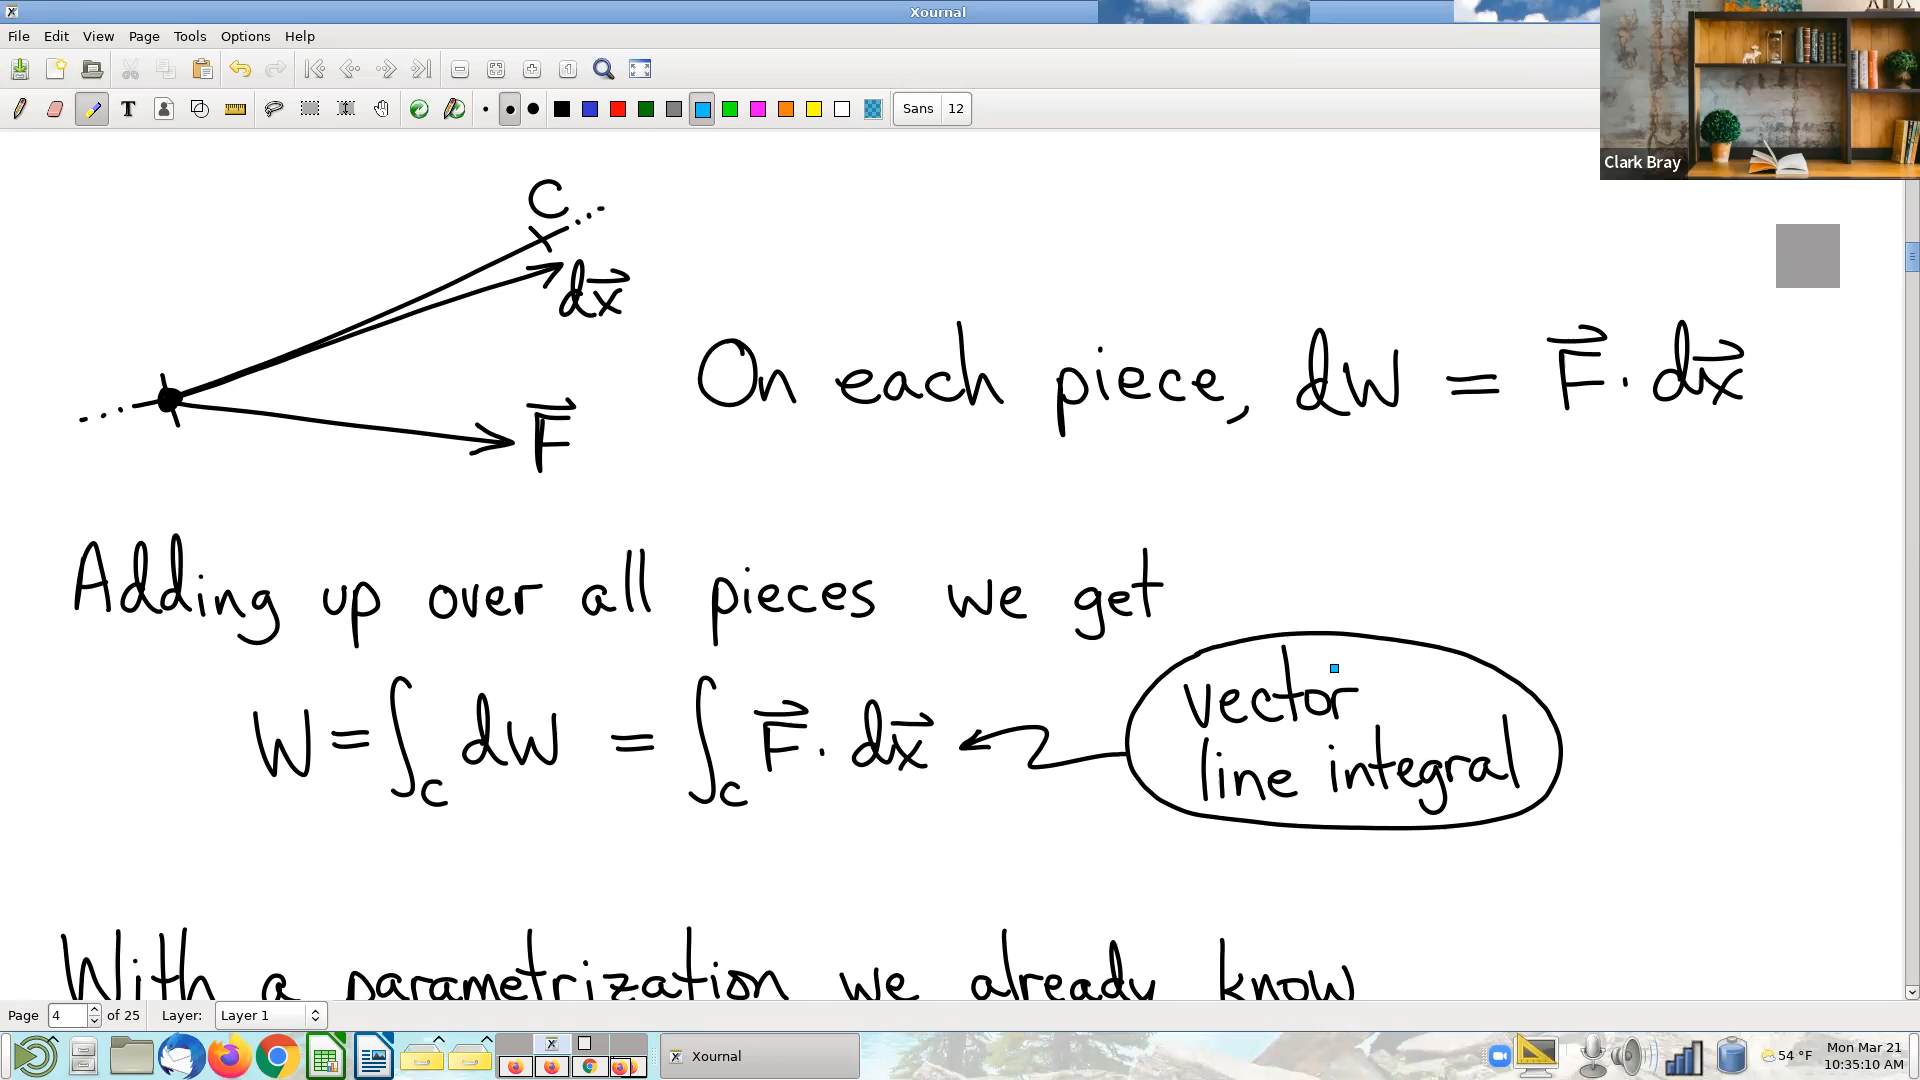 Xournal
File Edit View Page Tools Options Help
Sans 12
Clark Bray
C
dx⃗
F⃗
On each piece, dW = F⃗ · dx⃗
Adding up over all pieces we get
W = ∫_C dW = ∫_C F⃗ · dx⃗
vector
line integral
With a parametrization we already know
Page 4 of 25 Layer: Layer 1
Xournal
54 °F
Mon Mar 21
10:35:10 AM